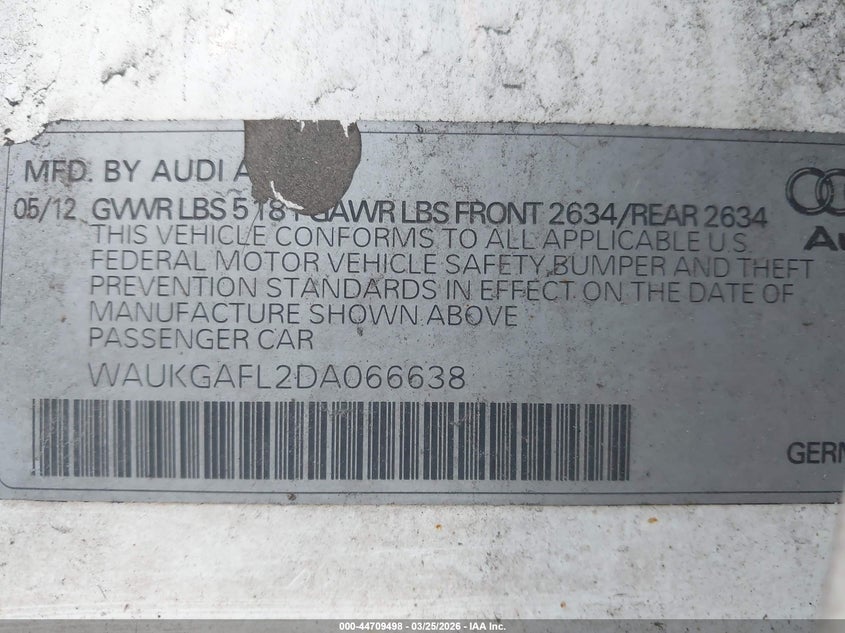 MFD. BY AUDI A
05/12 GVWR LBS 5181 GAWR LBS FRONT 2634/REAR 2634
THIS VEHICLE CONFORMS TO ALL APPLICABLE U.S.
FEDERAL MOTOR VEHICLE SAFETY, BUMPER AND THEFT
PREVENTION STANDARDS IN EFFECT ON THE DATE OF
MANUFACTURE SHOWN ABOVE
PASSENGER CAR
WAUKGAFL2DA066638
Au
GERM
000-44709498 - 03/25/2026 - IAA Inc.